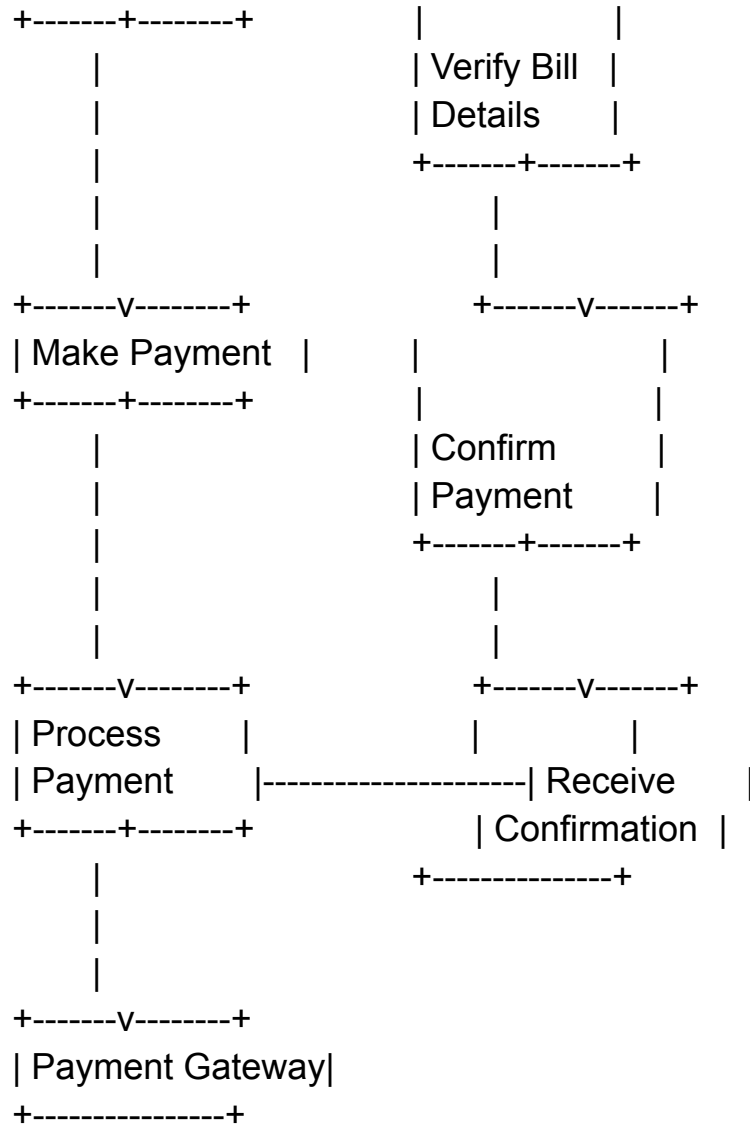 +-------+--------+              |                |
       |                          | Verify Bill   |
       |                          | Details       |
       |                          +-------+-------+
       |                                 |
       |                                 |
+-------v--------+                   +-------v-------+
| Make Payment   |         |                    |
+-------+--------+              |                   |
       |                          | Confirm         |
       |                          | Payment       |
       |                          +-------+-------+
       |                                 |
       |                                 |
+-------v--------+                   +-------v-------+
| Process       |                   |             |
| Payment       |----------------------| Receive       |
+-------+--------+                   | Confirmation  |
       |                          +---------------+
       |
       |
+-------v--------+
| Payment Gateway|
+----------------+